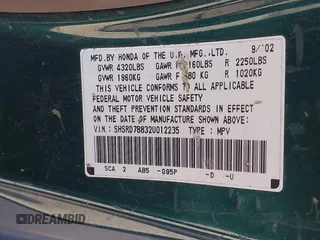 MFD. BY HONDA OF THE U.K. MFG., LTD. 9/'02
GVWR 4320LBS GAWR F 2160LBS R 2250LBS
GVWR 1960KG GAWR F 980 KG R 1020KG
THIS VEHICLE CONFORMS TO ALL APPLICABLE
FEDERAL MOTOR VEHICLE SAFETY AND
THEFT PREVENTION STANDARDS IN EFFECT ON
THE DATE OF MANUFACTURE SHOWN ABOVE.
V.I.N.: SHSRD78832U012235 TYPE: MPV
SCA 2 ABS -G95P -D -U
DREAMBID